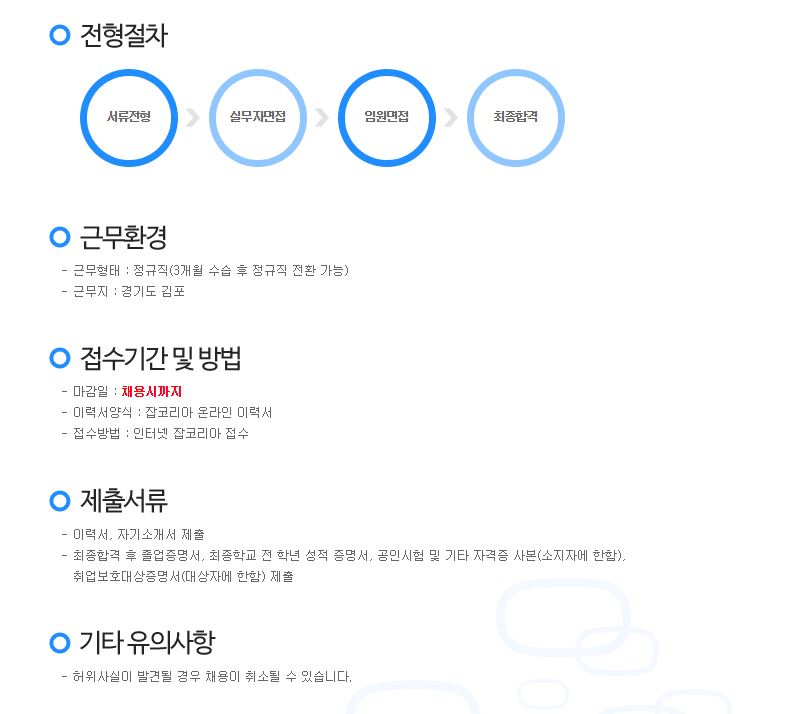 전형절차
서류전형 실무자면접 임원면접 최종합격
근무환경
- 근무형태 : 정규직(3개월 수습 후 정규직 전환 가능)
- 근무지 : 경기도 김포
접수기간 및 방법
- 마감일 : 채용시까지
- 이력서양식 : 잡코리아 온라인 이력서
- 접수방법 : 인터넷 잡코리아 접수
제출서류
- 이력서, 자기소개서 제출
- 최종합격 후 졸업증명서, 최종학교 전 학년 성적 증명서, 공인시험 및 기타 자격증 사본(소지자에 한함),
취업보호대상증명서(대상자에 한함) 제출
기타 유의사항
- 허위사실이 발견될 경우 채용이 취소될 수 있습니다.